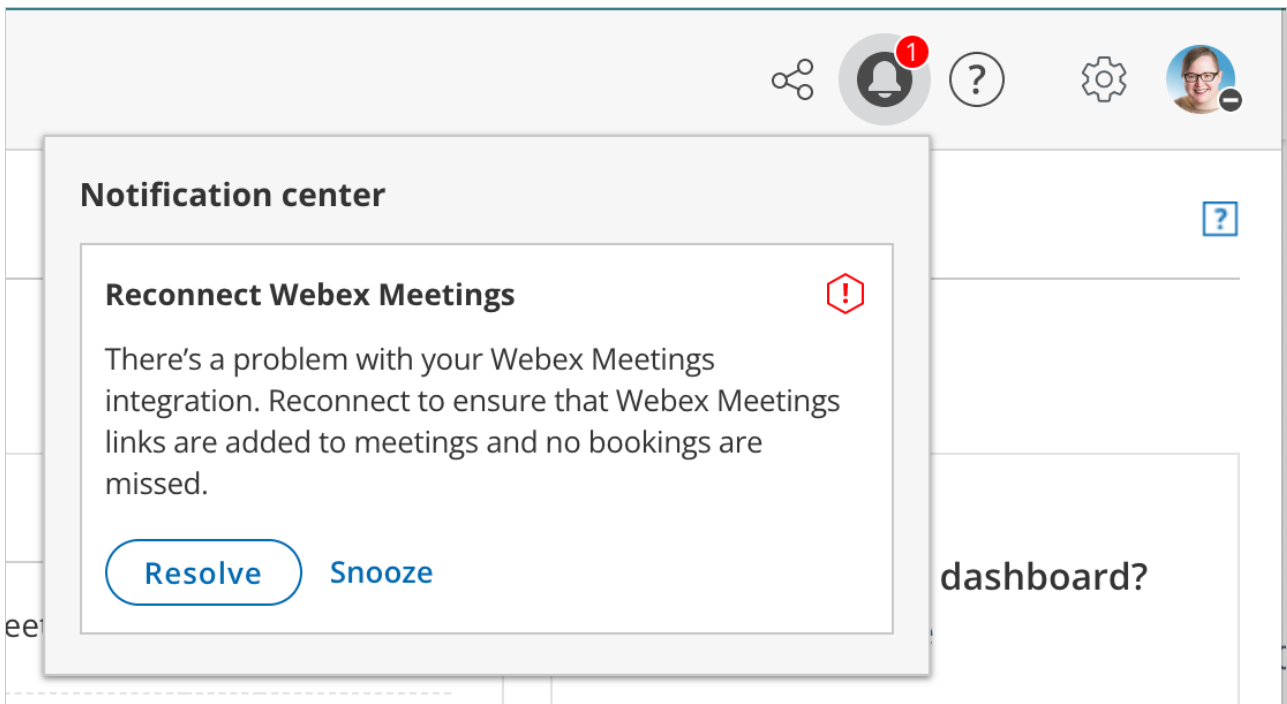 1
?
Notification center
?
Reconnect Webex Meetings
!
There’s a problem with your Webex Meetings
integration. Reconnect to ensure that Webex Meetings
links are added to meetings and no bookings are
missed.
Resolve
Snooze
dashboard?